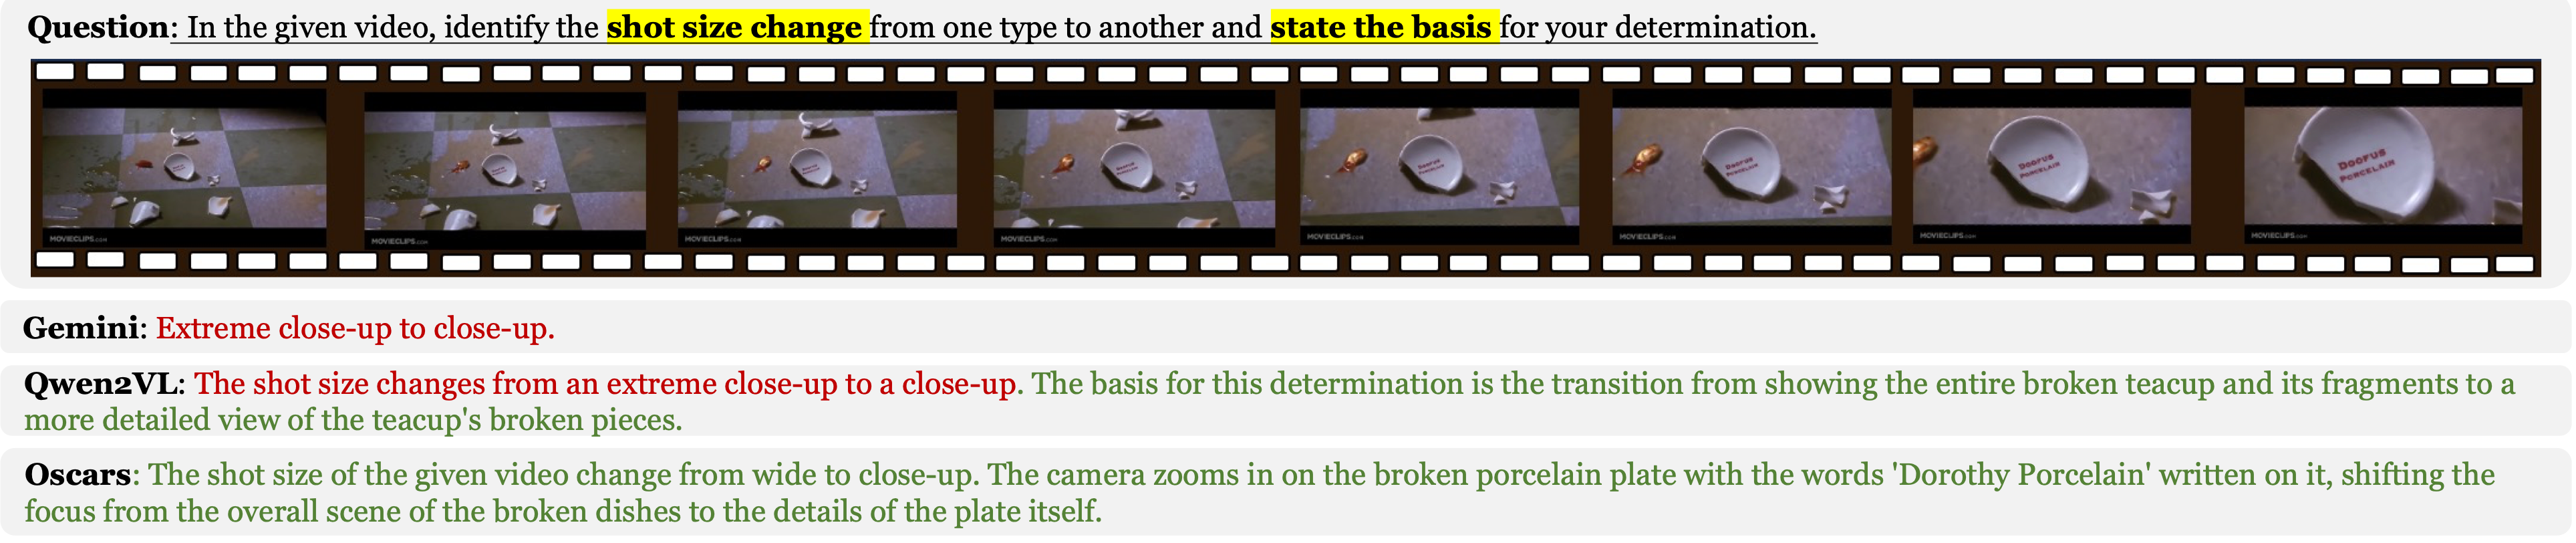 Question: In the given video, identify the shot size change from one type to another and state the basis for your determination.
MOVIECLIPS.COM
MOVIECLIPS.COM
MOVIECLIPS.COM
MOVIECLIPS.COM
MOVIECLIPS.COM
MOVIECLIPS.COM
MOVIECLIPS.COM
MOVIECLIPS.COM
DOOFUS
PORCELAIN
DOOFUS
PORCELAIN
DOOFUS
PORCELAIN
DOOFUS
PORCELAIN
DOOFUS
PORCELAIN
Gemini: Extreme close-up to close-up.
Qwen2VL: The shot size changes from an extreme close-up to a close-up. The basis for this determination is the transition from showing the entire broken teacup and its fragments to a
more detailed view of the teacup's broken pieces.
Oscars: The shot size of the given video change from wide to close-up. The camera zooms in on the broken porcelain plate with the words 'Dorothy Porcelain' written on it, shifting the
focus from the overall scene of the broken dishes to the details of the plate itself.